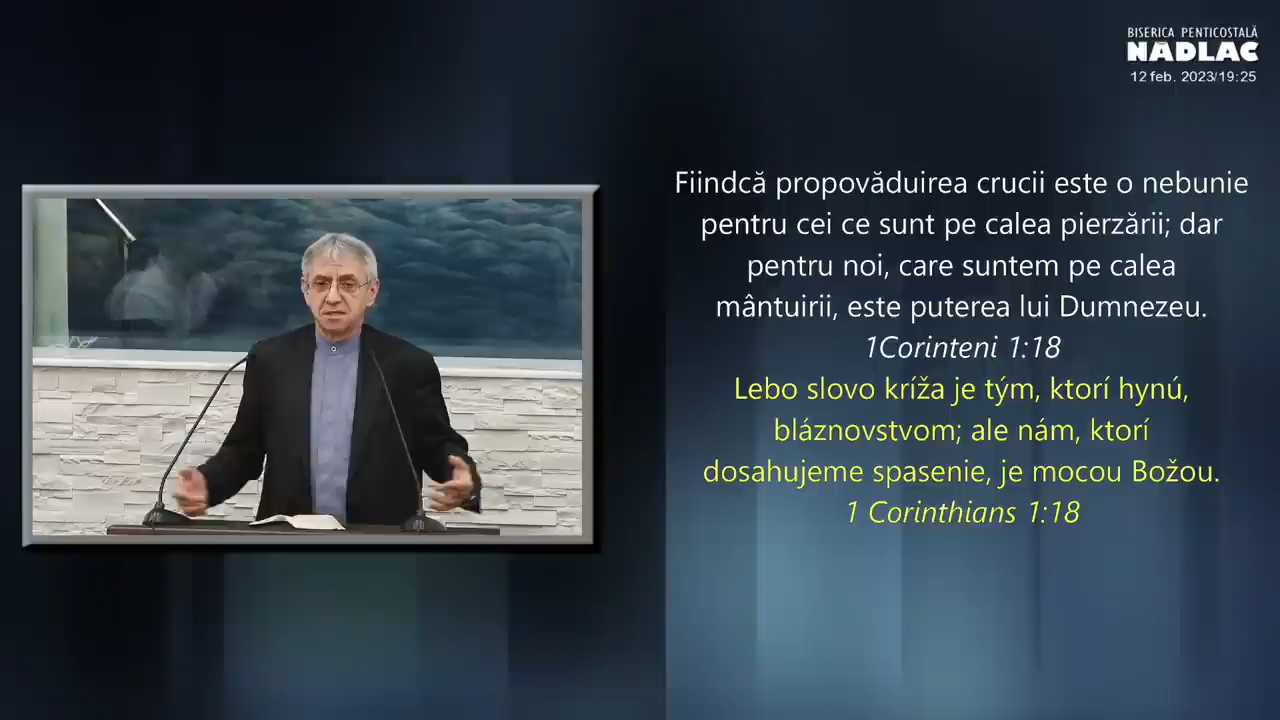 BISERICA PENTICOSTALĂ
NĂDLAC
12 feb. 2023/19:25
Fiindcă propovăduirea crucii este o nebunie
pentru cei ce sunt pe calea pierzării; dar
pentru noi, care suntem pe calea
mântuirii, este puterea lui Dumnezeu.
1Corinteni 1:18
Lebo slovo kríža je tým, ktorí hynú,
bláznovstvom; ale nám, ktorí
dosahujeme spasenie, je mocou Božou.
1 Corinthians 1:18